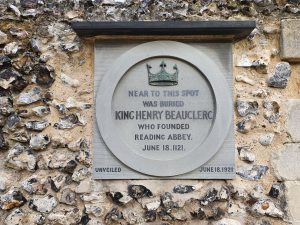 NEAR TO THIS SPOT
WAS BURIED
KING HENRY BEAUCLERC
WHO FOUNDED
READING ABBEY.
JUNE 18. 1121.
UNVEILED JUNE 18. 1921